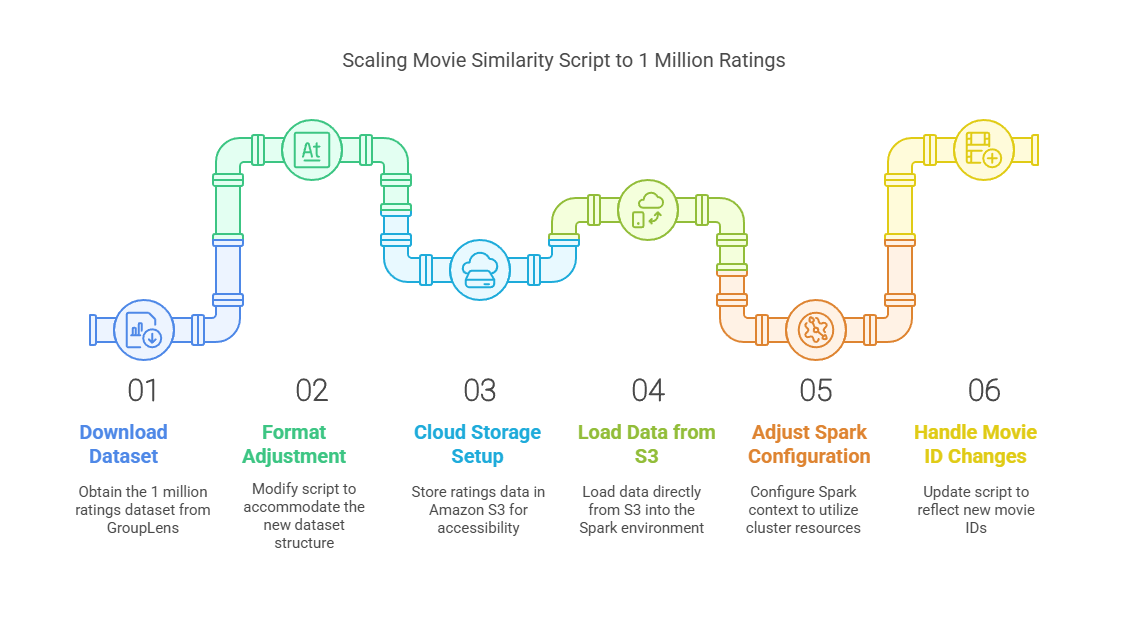 Scaling Movie Similarity Script to 1 Million Ratings
At
01
Download
Dataset
Obtain the 1 million
ratings dataset from
GroupLens
02
Format
Adjustment
Modify script to
accommodate the
new dataset
structure
03
Cloud Storage
Setup
Store ratings data in
Amazon S3 for
accessibility
04
Load Data from
S3
Load data directly
from S3 into the
Spark environment
05
Adjust Spark
Configuration
Configure Spark
context to utilize
cluster resources
06
Handle Movie
ID Changes
Update script to
reflect new movie
IDs